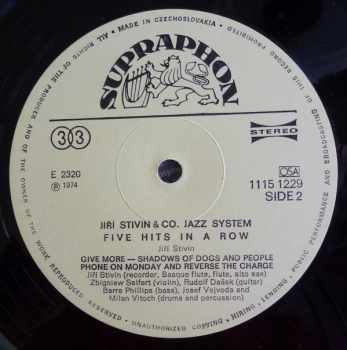 ALL RIGHTS OF THE PRODUCER AND OF THE OWNER OF THE WORK REPRODUCED RESERVED
MADE IN CZECHOSLOVAKIA
UNAUTHORIZED COPYING · HIRING · LENDING · PUBLIC PERFORMANCE AND BROADCASTING OF THIS RECORD PROHIBITED
SUPRAPHON
33
STEREO
E 2320
Ⓟ 1974
OSA
1115 1229
SIDE 2
JIŘÍ STIVÍN & CO. JAZZ SYSTEM
FIVE HITS IN A ROW
Jiří Stivín
GIVE MORE — SHADOWS OF DOGS AND PEOPLE
PHONE ON MONDAY AND REVERSE THE CHARGE
Jiří Stivín (recorder, Basque flute, flute, alto sax)
Zbigniew Seifert (violin), Rudolf Dašek (guitar)
Barre Phillips (bass), Josef Vejvoda and
Milan Vitoch (drums and percussion)